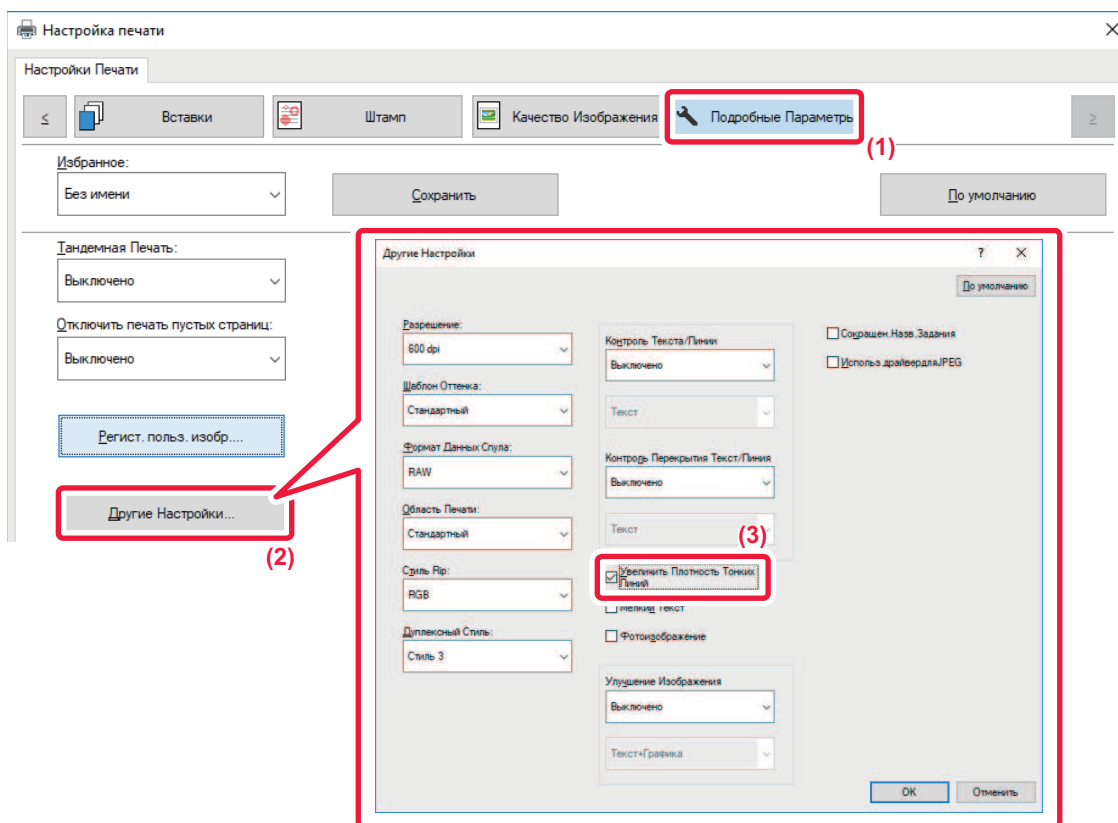 Настройка печати
Настройки Печати
< Вставки Штамп Качество Изображения Подробные Параметры >
(1)
Избранное:
Без имени Сохранить По умолчанию
Тандемная Печать:
Выключено
Отключить печать пустых страниц:
Выключено
Регист. польз. изобр....
Другие Настройки...
(2)
Другие Настройки ?
По умолчанию
Разрешение:
600 dpi
Шаблон Оттенка:
Стандартный
Формат Данных Спула:
RAW
Область Печати:
Стандартный
Стиль Rip:
RGB
Дуплексный Стиль:
Стиль 3
Контроль Текста/Линии
Выключено
Текст
Контроль Перекрытия Текст/Линия
Выключено
Текст
(3)
Увеличить Плотность Тонких
Линий
Мелкий Текст
Фотоизображение
Улучшение Изображения
Выключено
Текст+Графика
Сокращен.Назв.Задания
Использ.драйвердляJPEG
OK Отменить